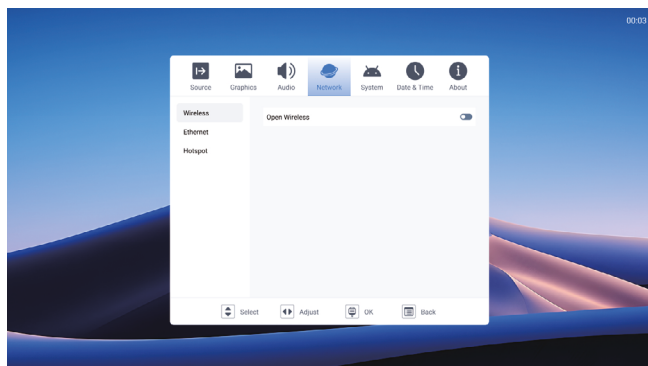 00:03
Source Graphics Audio Network System Date & Time About
Wireless
Open Wireless
Ethernet
Hotspot
Select Adjust OK Back